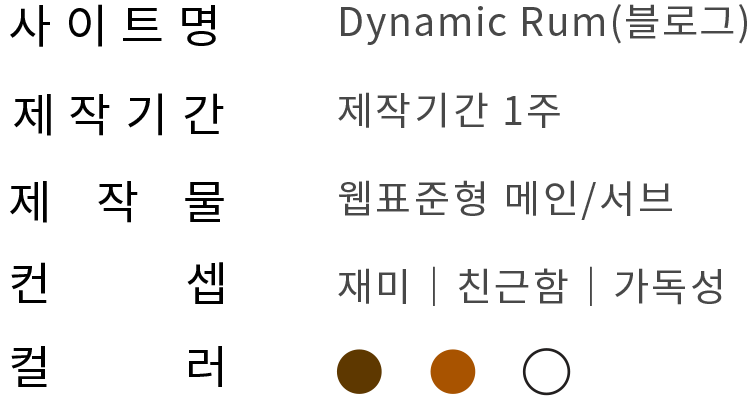 사이트명 Dynamic Rum(블로그)
제작기간 제작기간 1주
제작물 웹표준형 메인/서브
컨셉 재미 | 친근함 | 가독성
컬러